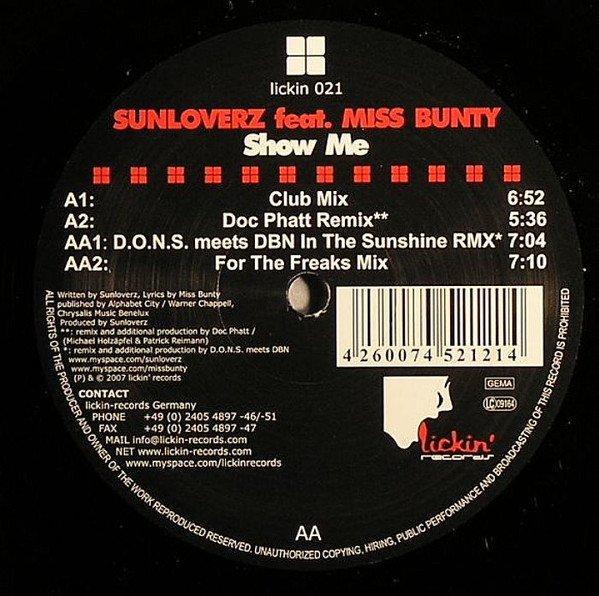 lickin 021
SUNLOVERZ feat. MISS BUNTY
Show Me
A1: Club Mix 6:52
A2: Doc Phatt Remix** 5:36
AA1: D.O.N.S. meets DBN In The Sunshine RMX* 7:04
AA2: For The Freaks Mix 7:10
Written by Sunloverz, Lyrics by Miss Bunty
published by Alphabet City / Warner Chappell,
Chrysalis Music Benelux
Produced by Sunloverz
**: remix and additional production by Doc Phatt /
(Michael Holzäpfel & Patrick Reimann)
*: remix and additional production by D.O.N.S. meets DBN
www.myspace.com/sunloverz
www.myspace.com/missbunty
(P) & © 2007 lickin' records
4 260074 521214
GEMA
LC 09164
lickin'
records
CONTACT
lickin-records Germany
PHONE +49 (0) 2405 4897 -46/-51
FAX +49 (0) 2405 4897 -47
MAIL info@lickin-records.com
NET www.lickin-records.com
www.myspace.com/lickinrecords
AA
ALL RIGHTS OF THE PRODUCER AND OWNER OF THE WORK REPRODUCED RESERVED. UNAUTHORIZED COPYING, HIRING, PUBLIC PERFORMANCE AND BROADCASTING OF THIS RECORD IS PROHIBITED